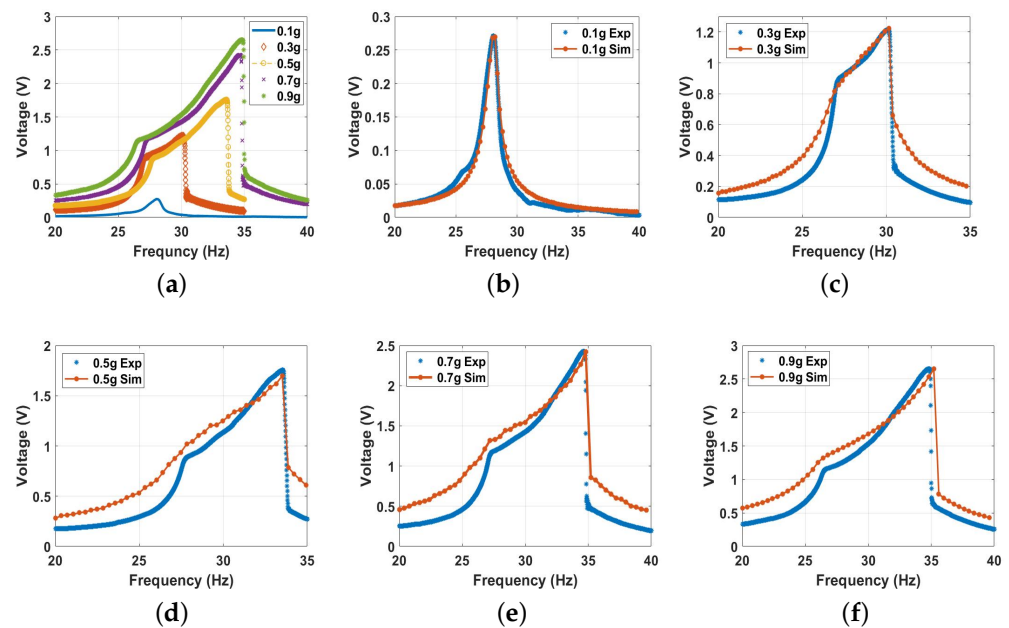 3
2.5
2
1.5
1
0.5
0
20
25
30
35
40
Voltage (V)
Frequncy (Hz)
0.1g
0.3g
0.5g
0.7g
0.9g
(a)
0.3
0.25
0.2
0.15
0.1
0.05
0
20
25
30
35
40
Voltage (V)
Frequency (Hz)
0.1g Exp
0.1g Sim
(b)
1.2
1
0.8
0.6
0.4
0.2
0
20
25
30
35
Voltage (V)
Frequency (Hz)
0.3g Exp
0.3g Sim
(c)
2
1.5
1
0.5
0
20
25
30
35
Voltage (V)
Frequency (Hz)
0.5g Exp
0.5g Sim
(d)
2.5
2
1.5
1
0.5
0
20
25
30
35
40
Voltage (V)
Frequency (Hz)
0.7g Exp
0.7g Sim
(e)
3
2.5
2
1.5
1
0.5
0
20
25
30
35
40
Voltage (V)
Frequency (Hz)
0.9g Exp
0.9g Sim
(f)